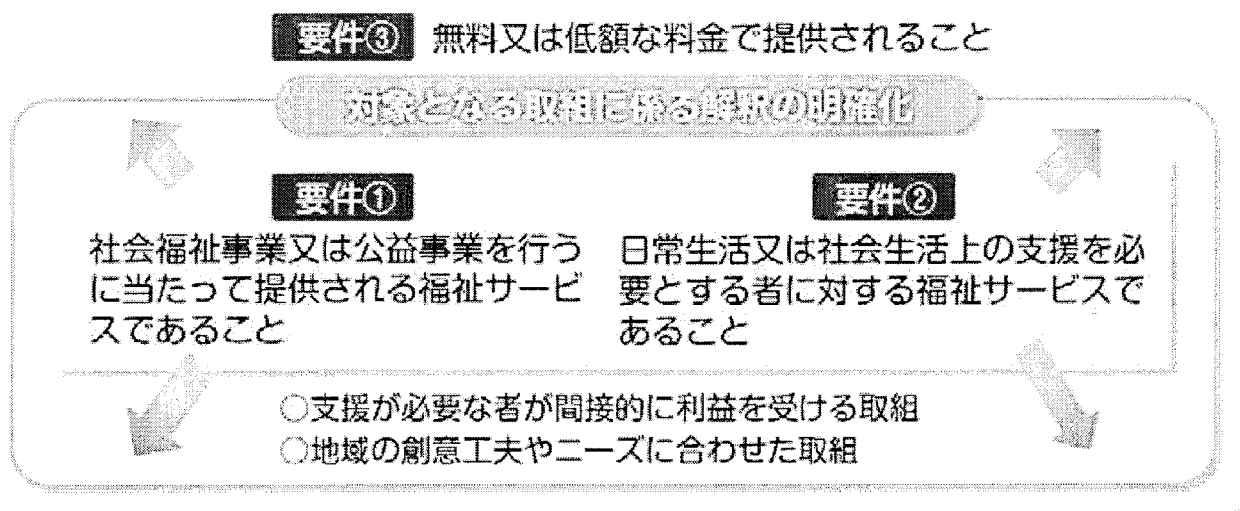 要件③ 無料又は低額な料金で提供されること
対象となる取組に係る解釈の明確化
要件①
社会福祉事業又は公益事業を行う
に当たって提供される福祉サービ
スであること
要件②
日常生活又は社会生活上の支援を必
要とする者に対する福祉サービスで
あること
○支援が必要な者が間接的に利益を受ける取組
○地域の創意工夫やニーズに合わせた取組